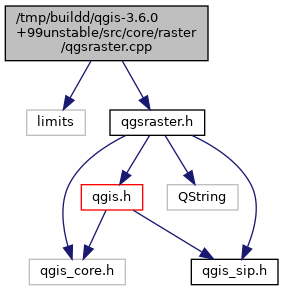 /tmp/buildd/qgis-3.6.0
+99unstable/src/core/raster
/qgsraster.cpp
limits
qgsraster.h
qgis.h
QString
qgis_core.h
qgis_sip.h